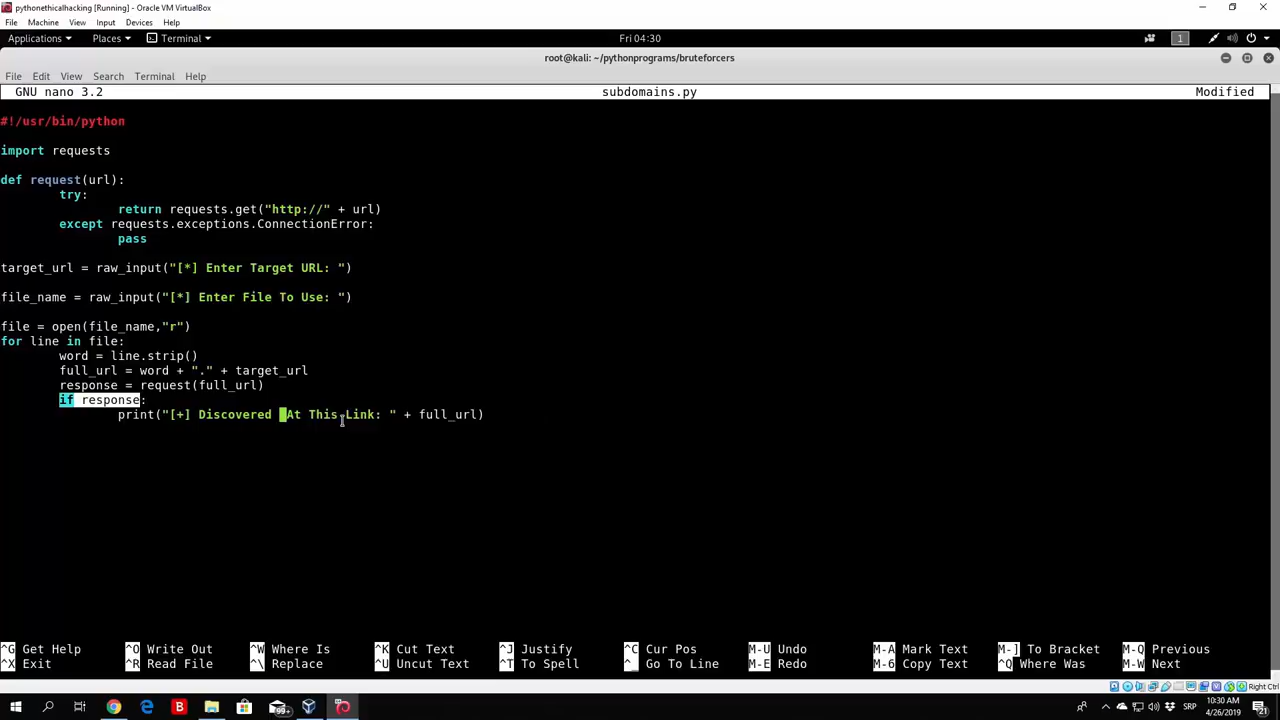 pythonethicalhacking [Running] - Oracle VM VirtualBox
File Machine View Input Devices Help
Applications Places Terminal Fri 04:30 1
root@kali: ~/pythonprograms/bruteforcers
File Edit View Search Terminal Help
GNU nano 3.2 subdomains.py Modified
#!/usr/bin/python
import requests
def request(url):
try:
return requests.get("http://" + url)
except requests.exceptions.ConnectionError:
pass
target_url = raw_input("[*] Enter Target URL: ")
file_name = raw_input("[*] Enter File To Use: ")
file = open(file_name,"r")
for line in file:
word = line.strip()
full_url = word + "." + target_url
response = request(full_url)
if response:
print("[+] Discovered At This Link: " + full_url)
^G Get Help ^O Write Out ^W Where Is ^K Cut Text ^J Justify ^C Cur Pos M-U Undo M-A Mark Text M-] To Bracket M-Q Previous
^X Exit ^R Read File ^\ Replace ^U Uncut Text ^T To Spell ^_ Go To Line M-E Redo M-6 Copy Text ^Q Where Was M-W Next
Right Ctrl
B 99+ SRP 10:30 AM
4/26/2019 21